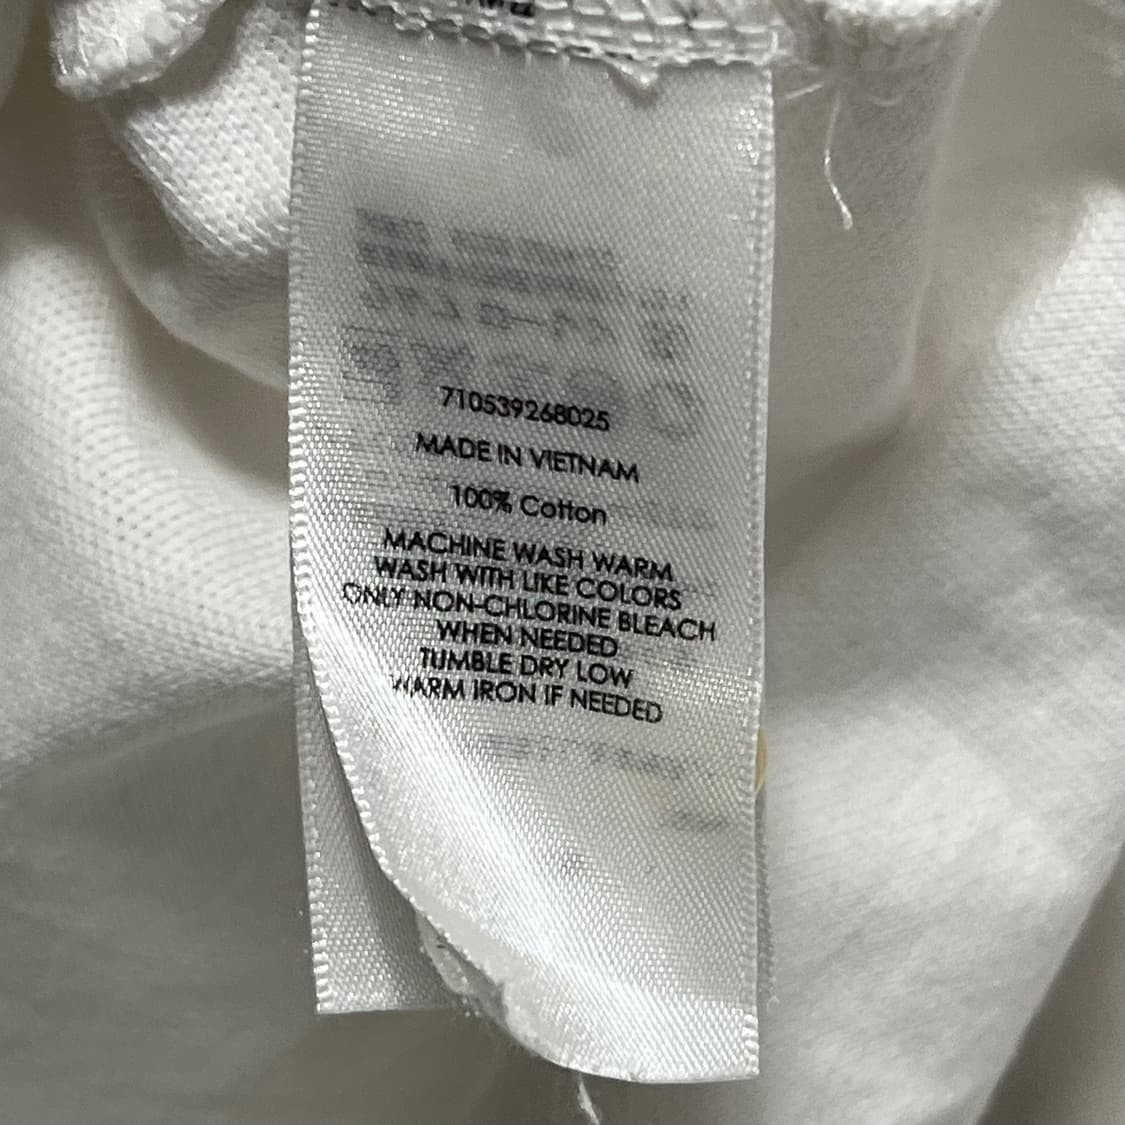 710539268025
MADE IN VIETNAM
100% Cotton
MACHINE WASH WARM
WASH WITH LIKE COLORS
ONLY NON-CHLORINE BLEACH
WHEN NEEDED
TUMBLE DRY LOW
WARM IRON IF NEEDED